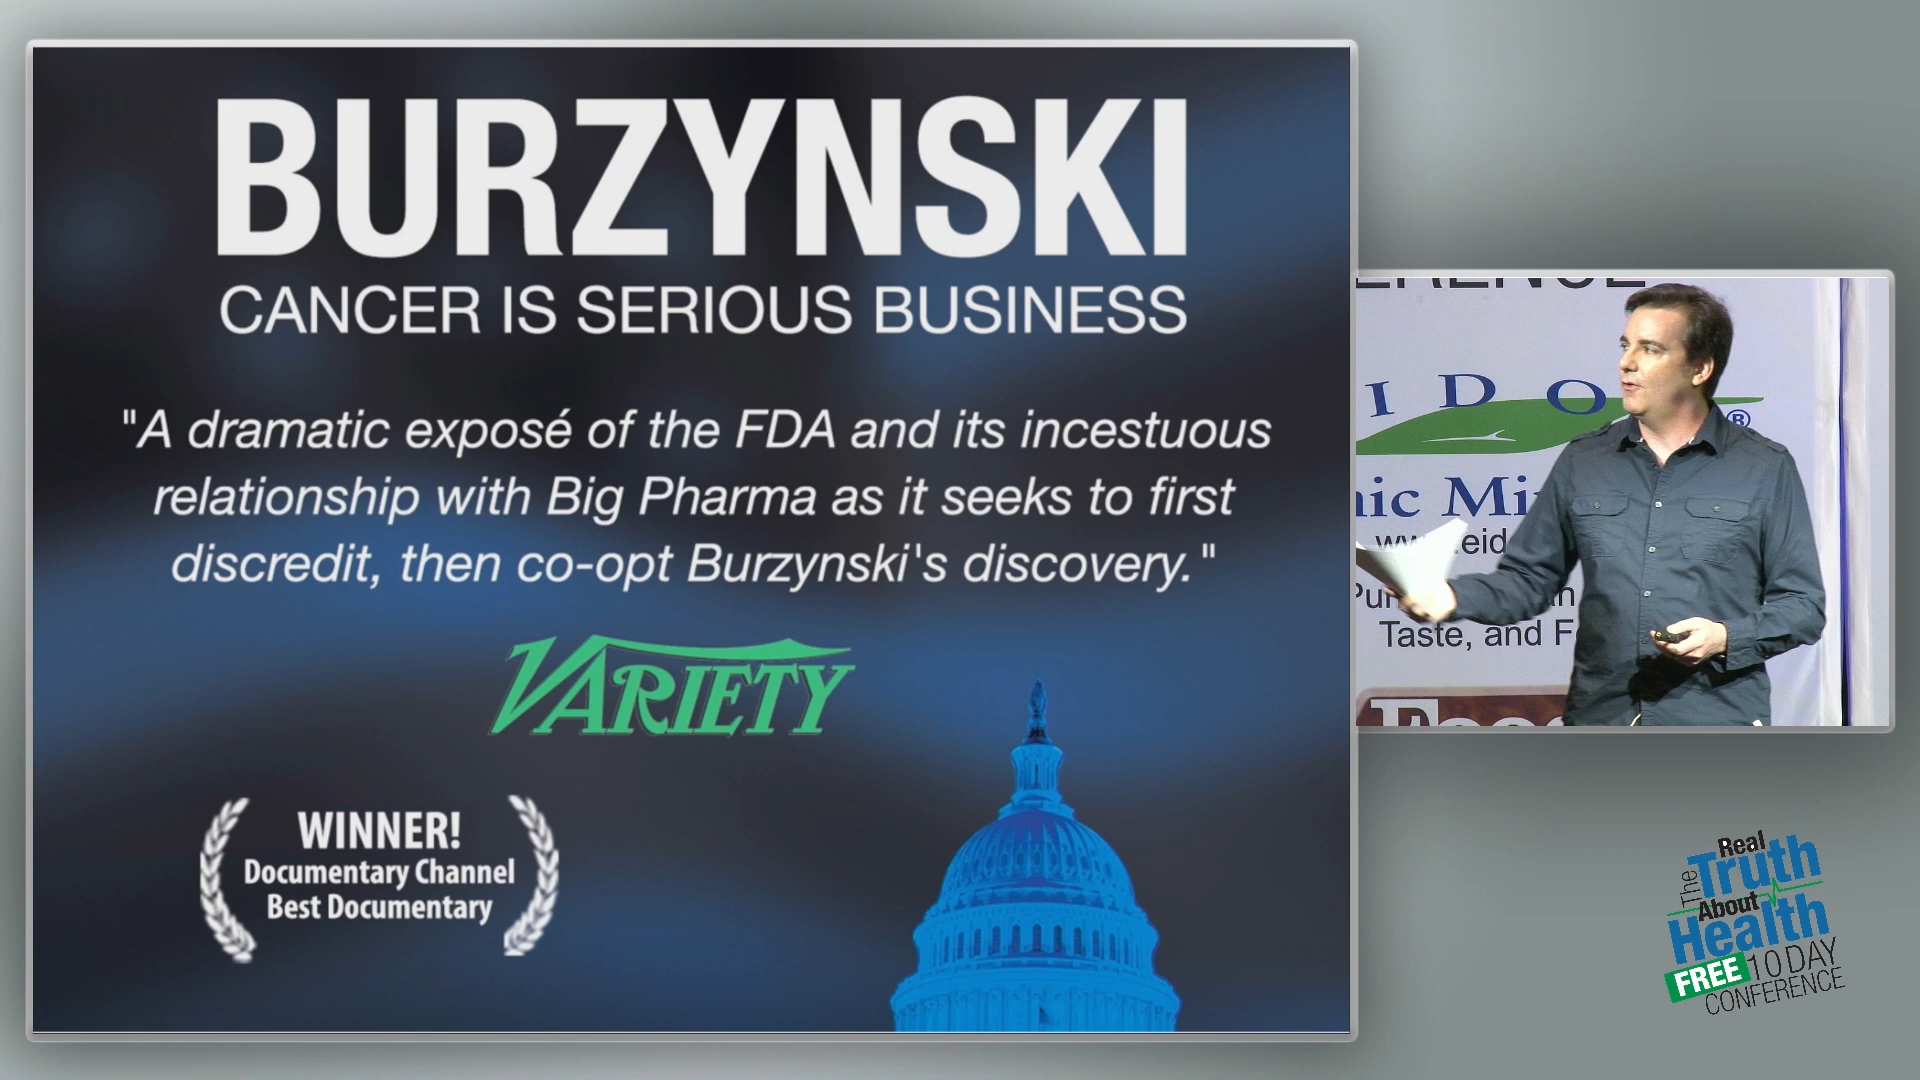 BURZYNSKI
CANCER IS SERIOUS BUSINESS
"A dramatic exposé of the FDA and its incestuous
relationship with Big Pharma as it seeks to first
discredit, then co-opt Burzynski's discovery."
VARIETY
WINNER!
Documentary Channel
Best Documentary
IDO
®
Taste, and
The Real
Truth
About
Health
FREE 10 DAY
CONFERENCE